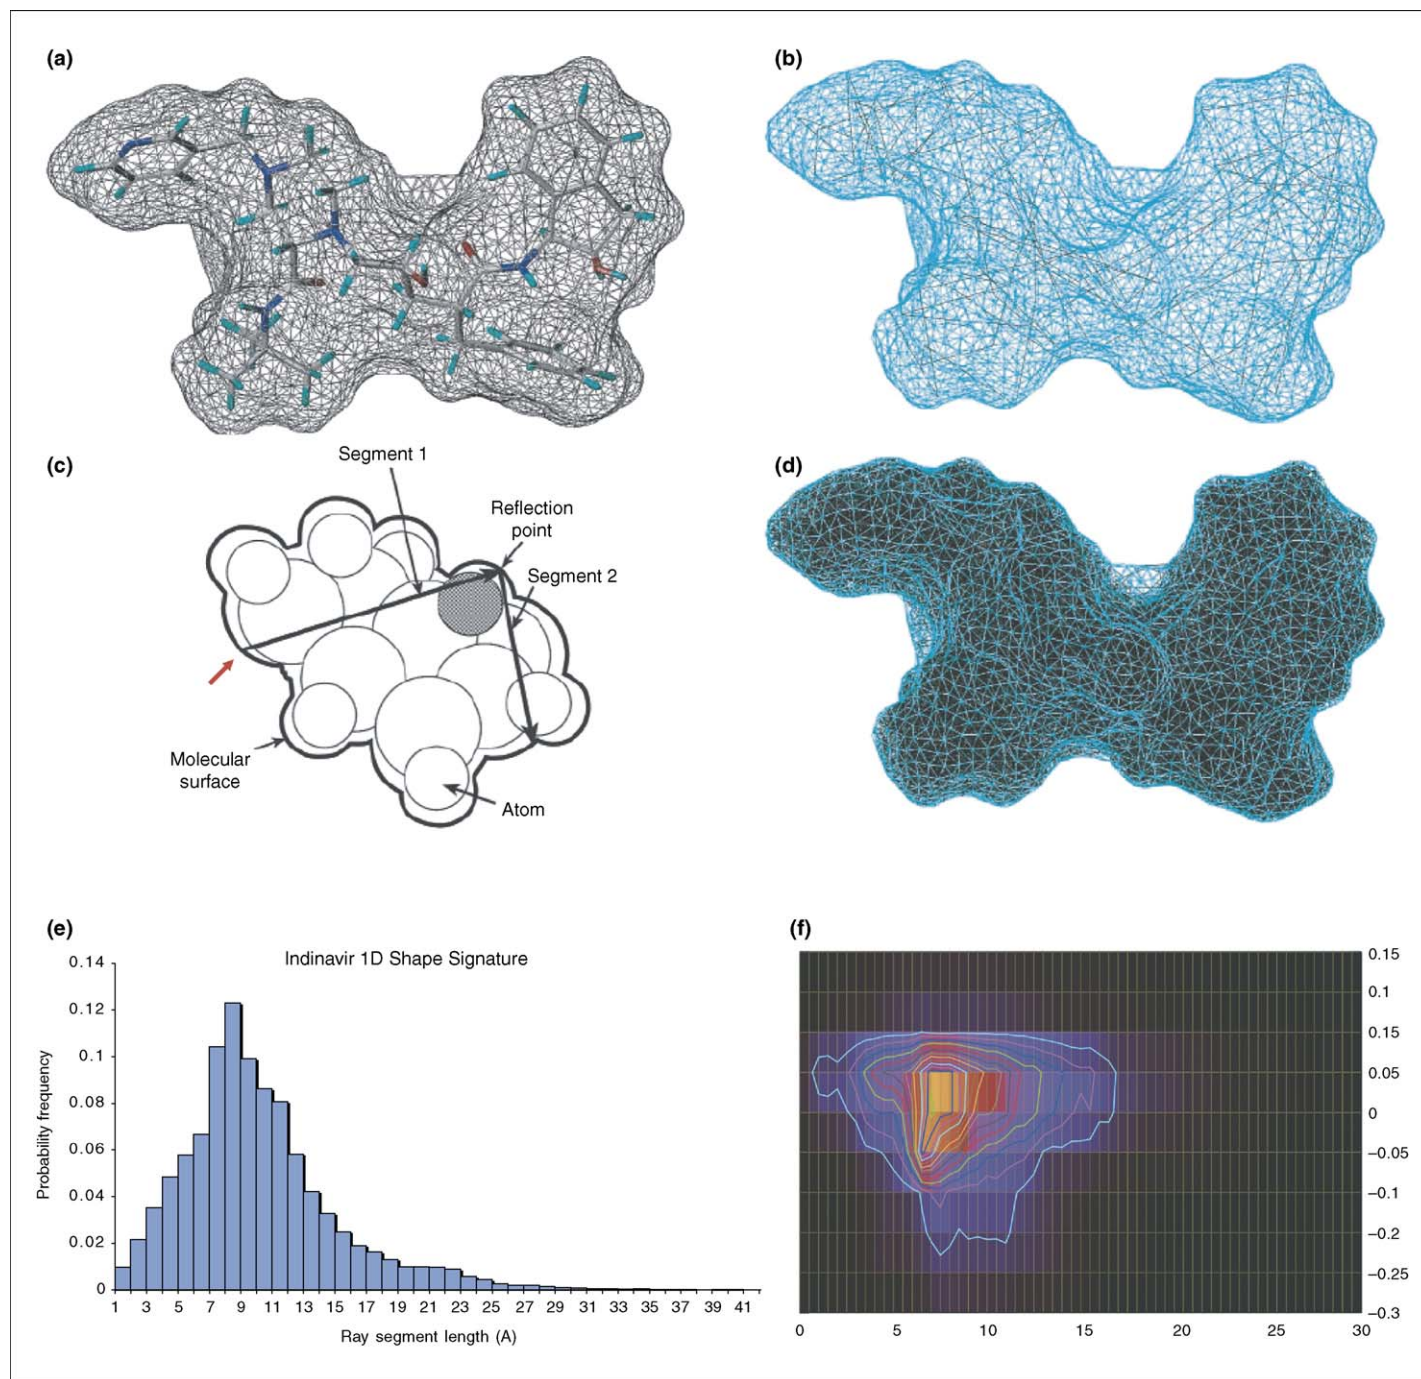 (a)
(b)
(c)
Segment 1
Reflection
point
Segment 2
Molecular
surface
Atom
(d)
(e)
Indinavir 1D Shape Signature
Probability frequency
0.14
0.12
0.1
0.08
0.06
0.04
0.02
0
1 3 5 7 9 11 13 15 17 19 21 23 25 27 29 31 33 35 37 39 41
Ray segment length (A)
(f)
0.15
0.1
0.15
0.05
0
−0.05
−0.1
−0.2
−0.25
−0.3
0 5 10 15 20 25 30